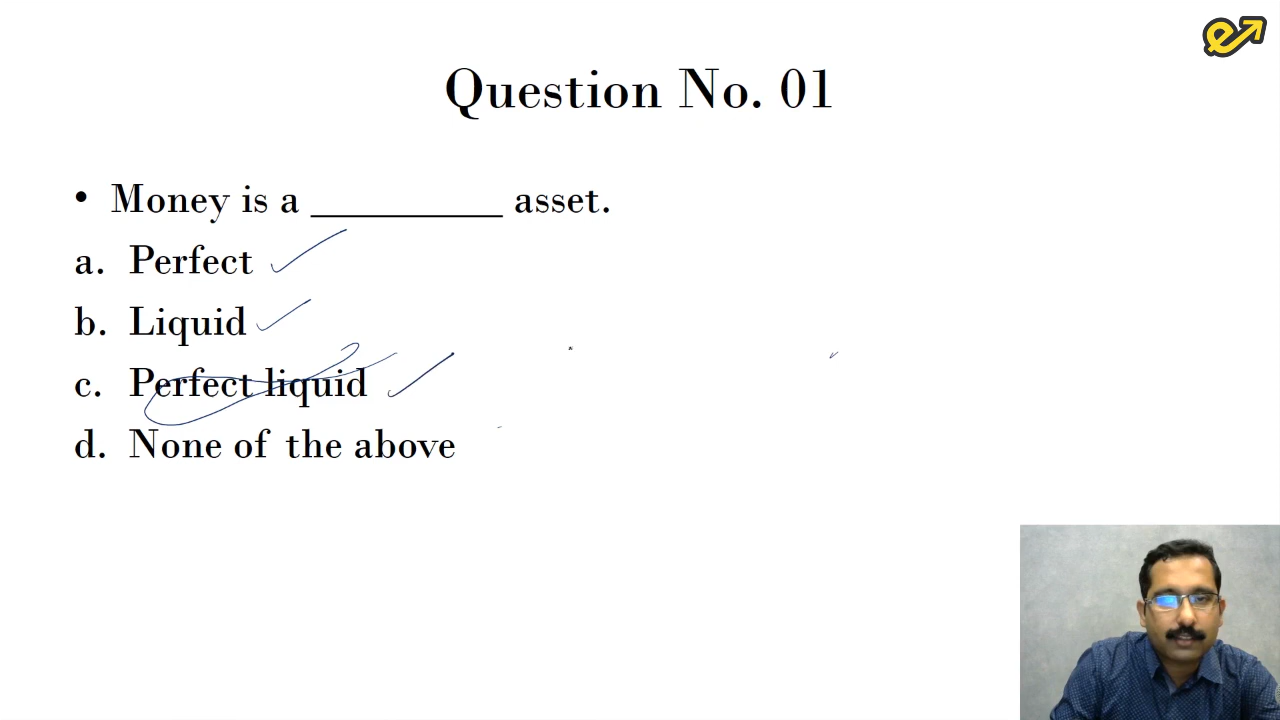 Question No. 01
• Money is a __________ asset.
a. Perfect
b. Liquid
c. Perfect liquid
d. None of the above